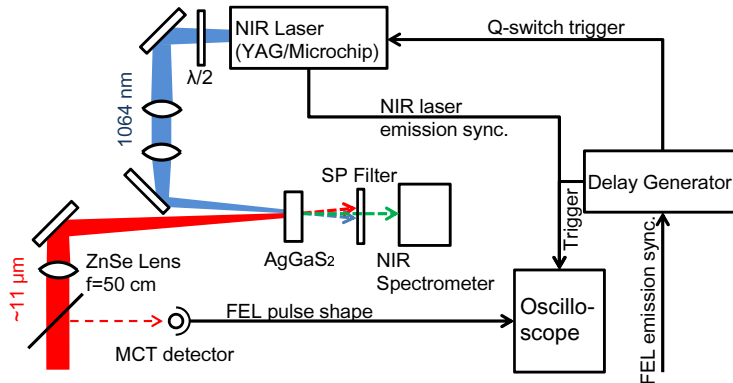 NIR Laser
(YAG/Microchip)
Q-switch trigger
λ/2
1064 nm
NIR laser
emission sync.
SP Filter
Delay Generator
Trigger
AgGaS2
NIR
Spectrometer
ZnSe Lens
f=50 cm
~11 µm
FEL pulse shape
MCT detector
Oscillo-
scope
FEL emission sync.